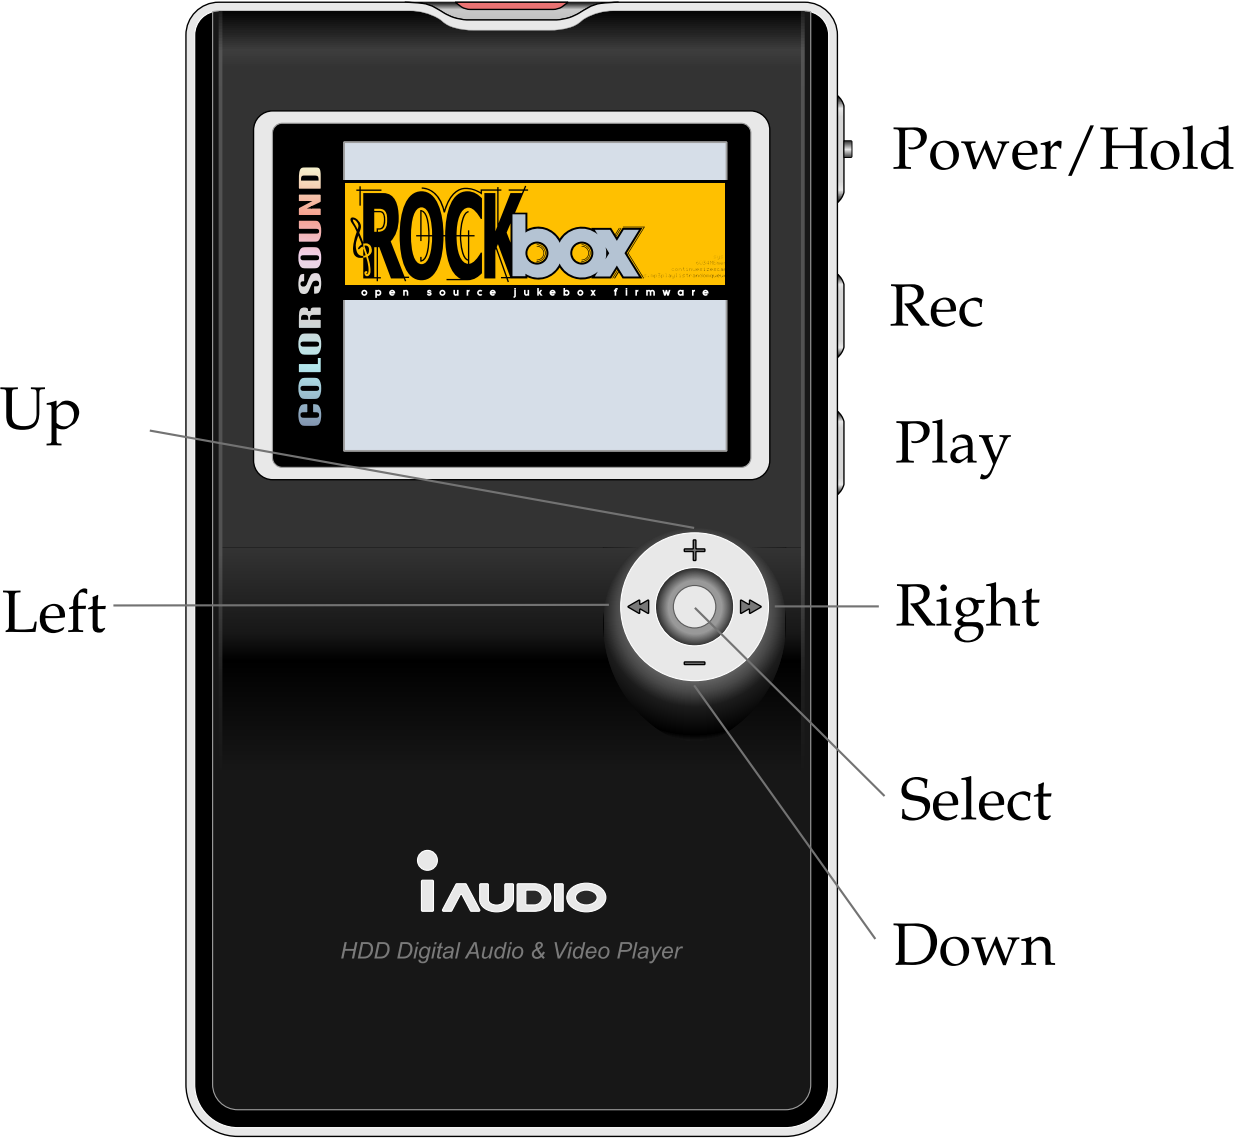 Power/Hold
COLOR SOUND
ROCKbox
open source jukebox firmware
Rec
Up
Play
Left
Right
Select
iAUDIO
Down
HDD Digital Audio & Video Player